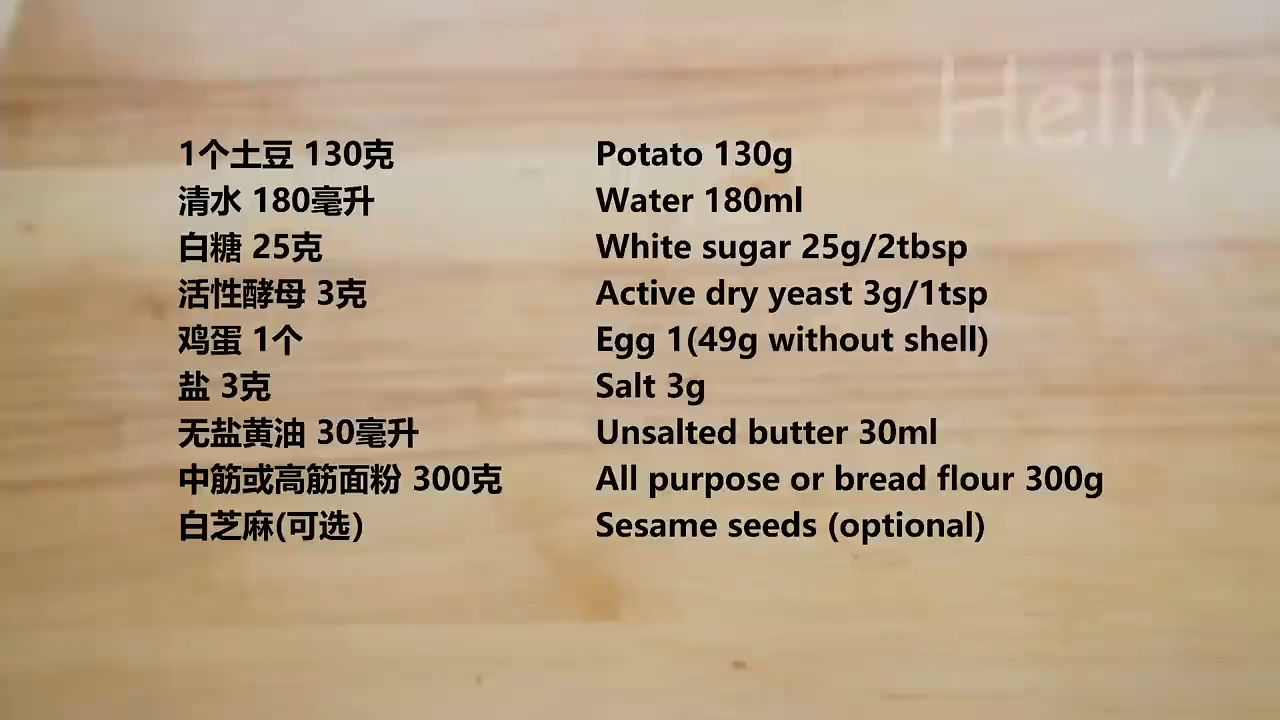 Helly
1个土豆 130克 Potato 130g
清水 180毫升 Water 180ml
白糖 25克 White sugar 25g/2tbsp
活性酵母 3克 Active dry yeast 3g/1tsp
鸡蛋 1个 Egg 1(49g without shell)
盐 3克 Salt 3g
无盐黄油 30毫升 Unsalted butter 30ml
中筋或高筋面粉 300克 All purpose or bread flour 300g
白芝麻(可选) Sesame seeds (optional)